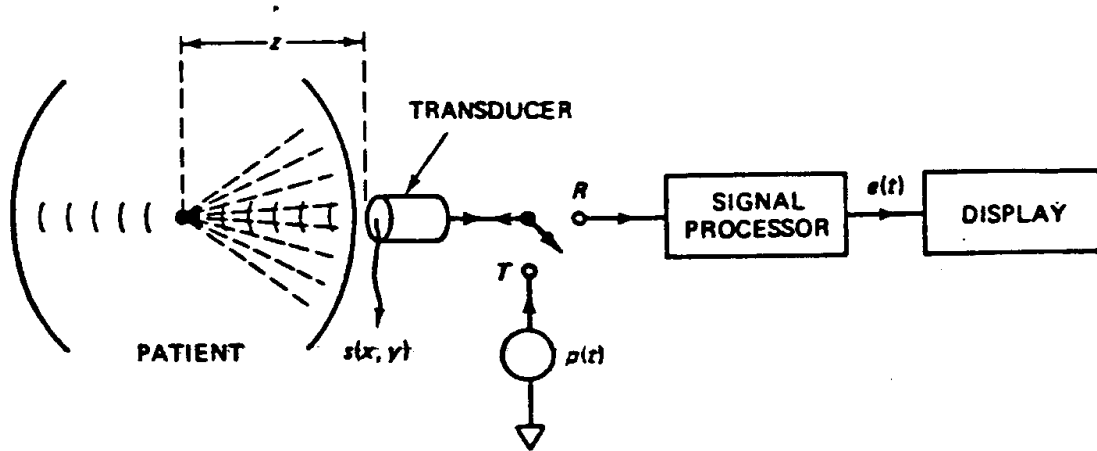 z
TRANSDUCER
R
SIGNAL
PROCESSOR
e(t)
DISPLAY
T
PATIENT
s(x, y)
p(t)